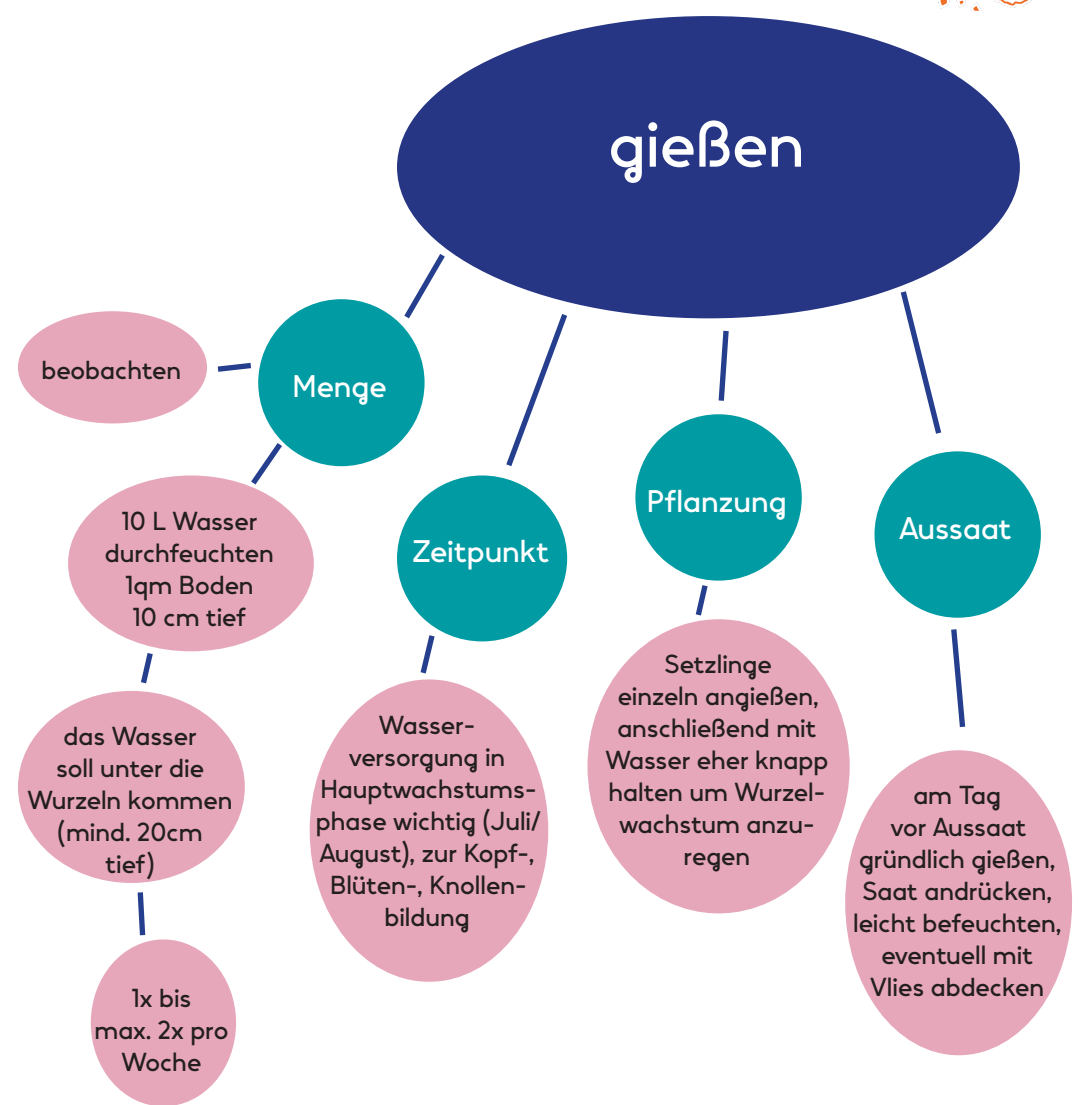 gießen
beobachten
Menge
10 L Wasser
durchfeuchten
1qm Boden
10 cm tief
das Wasser
soll unter die
Wurzeln kommen
(mind. 20cm
tief)
1x bis
max. 2x pro
Woche
Zeitpunkt
Wasser-
versorgung in
Hauptwachstums-
phase wichtig (Juli/
August), zur Kopf-,
Blüten-, Knollen-
bildung
Pflanzung
Setzlinge
einzeln angießen,
anschließend mit
Wasser eher knapp
halten um Wurzel-
wachstum anzu-
regen
Aussaat
am Tag
vor Aussaat
gründlich gießen,
Saat andrücken,
leicht befeuchten,
eventuell mit
Vlies abdecken